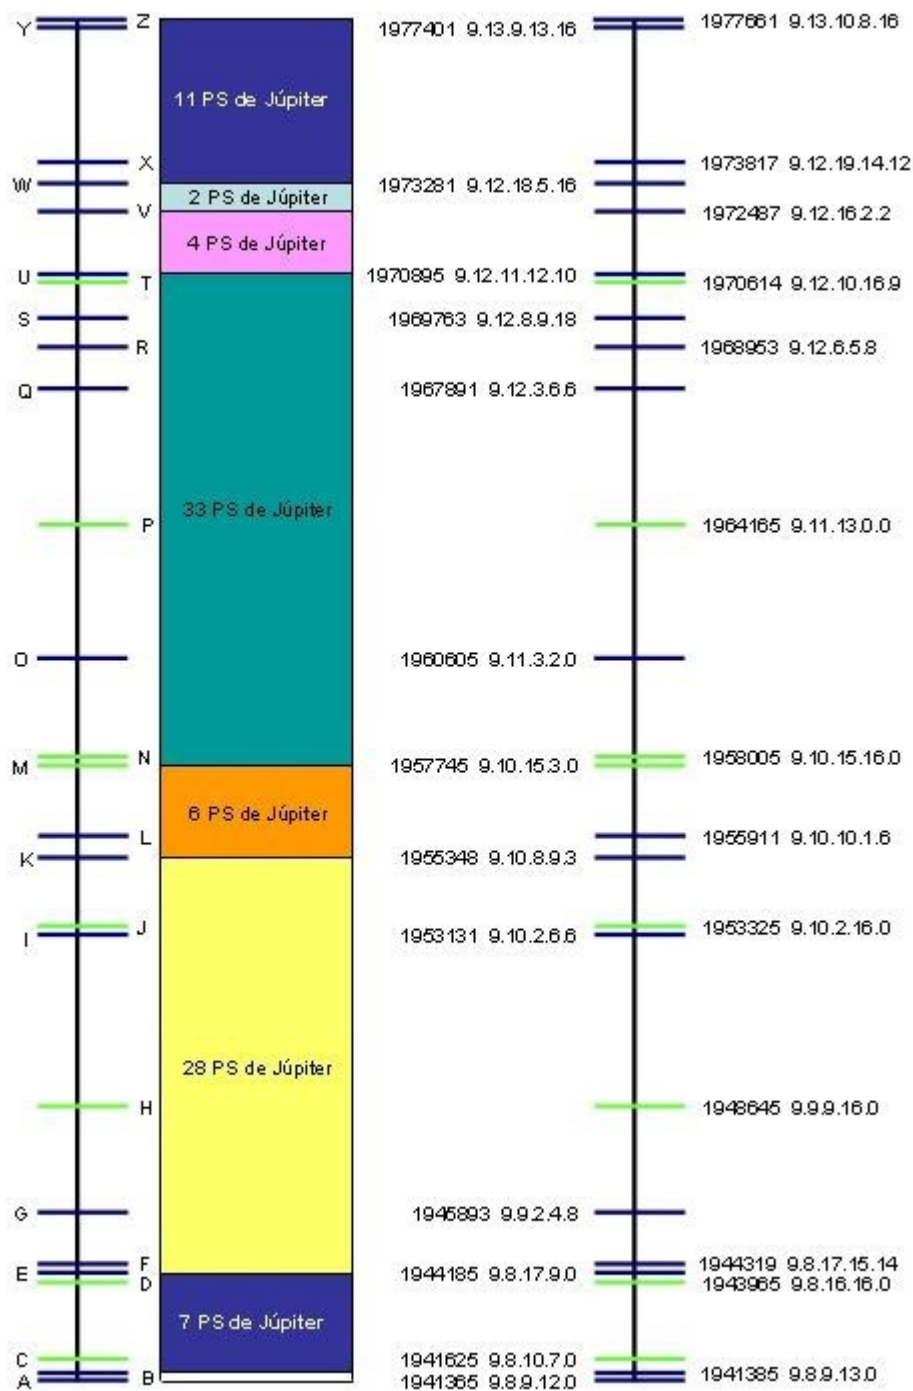 Y Z 1977401 9.13.9.13.16 1977661 9.13.10.8.16
11 PS de Júpiter
X 1973817 9.12.19.14.12
W 1973281 9.12.18.5.16
2 PS de Júpiter
V 1972487 9.12.16.2.2
4 PS de Júpiter
U 1970895 9.12.11.12.10
T 1970614 9.12.10.16.9
S 1969763 9.12.8.9.18
R 1968953 9.12.6.5.8
Q 1967891 9.12.3.6.6
33 PS de Júpiter
P 1964165 9.11.13.0.0
O 1960605 9.11.3.2.0
N 1958005 9.10.15.16.0
M 1957745 9.10.15.3.0
6 PS de Júpiter
L 1955911 9.10.10.1.6
K 1955348 9.10.8.9.3
J 1953325 9.10.2.16.0
I 1953131 9.10.2.6.6
28 PS de Júpiter
H 1948645 9.9.9.16.0
G 1945893 9.9.2.4.8
F 1944319 9.8.17.15.14
E 1944185 9.8.17.9.0
D 1943965 9.8.16.16.0
7 PS de Júpiter
C 1941625 9.8.10.7.0
B 1941385 9.8.9.13.0
A 1941365 9.8.9.12.0